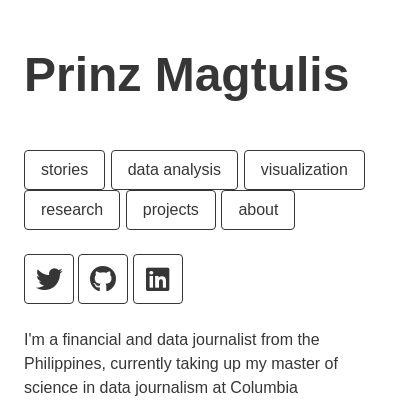 Prinz Magtulis
stories data analysis visualization
research projects about
I'm a financial and data journalist from the
Philippines, currently taking up my master of
science in data journalism at Columbia